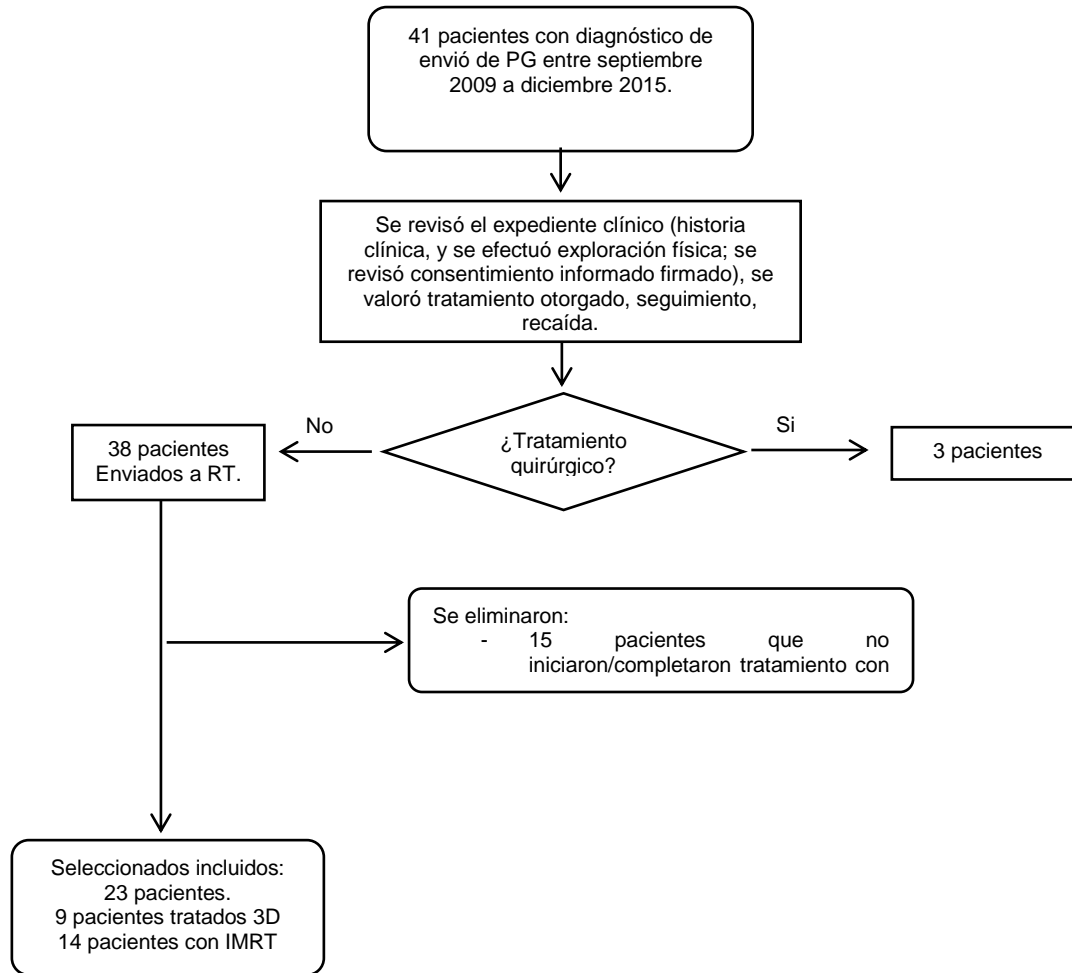 41 pacientes con diagnóstico de
envió de PG entre septiembre
2009 a diciembre 2015.
Se revisó el expediente clínico (historia
clínica, y se efectuó exploración física; se
revisó consentimiento informado firmado), se
valoró tratamiento otorgado, seguimiento,
recaída.
No
¿Tratamiento
quirúrgico?
Si
38 pacientes
Enviados a RT.
3 pacientes
Se eliminaron:
- 15 pacientes que no
iniciaron/completaron tratamiento con
Seleccionados incluidos:
23 pacientes.
9 pacientes tratados 3D
14 pacientes con IMRT